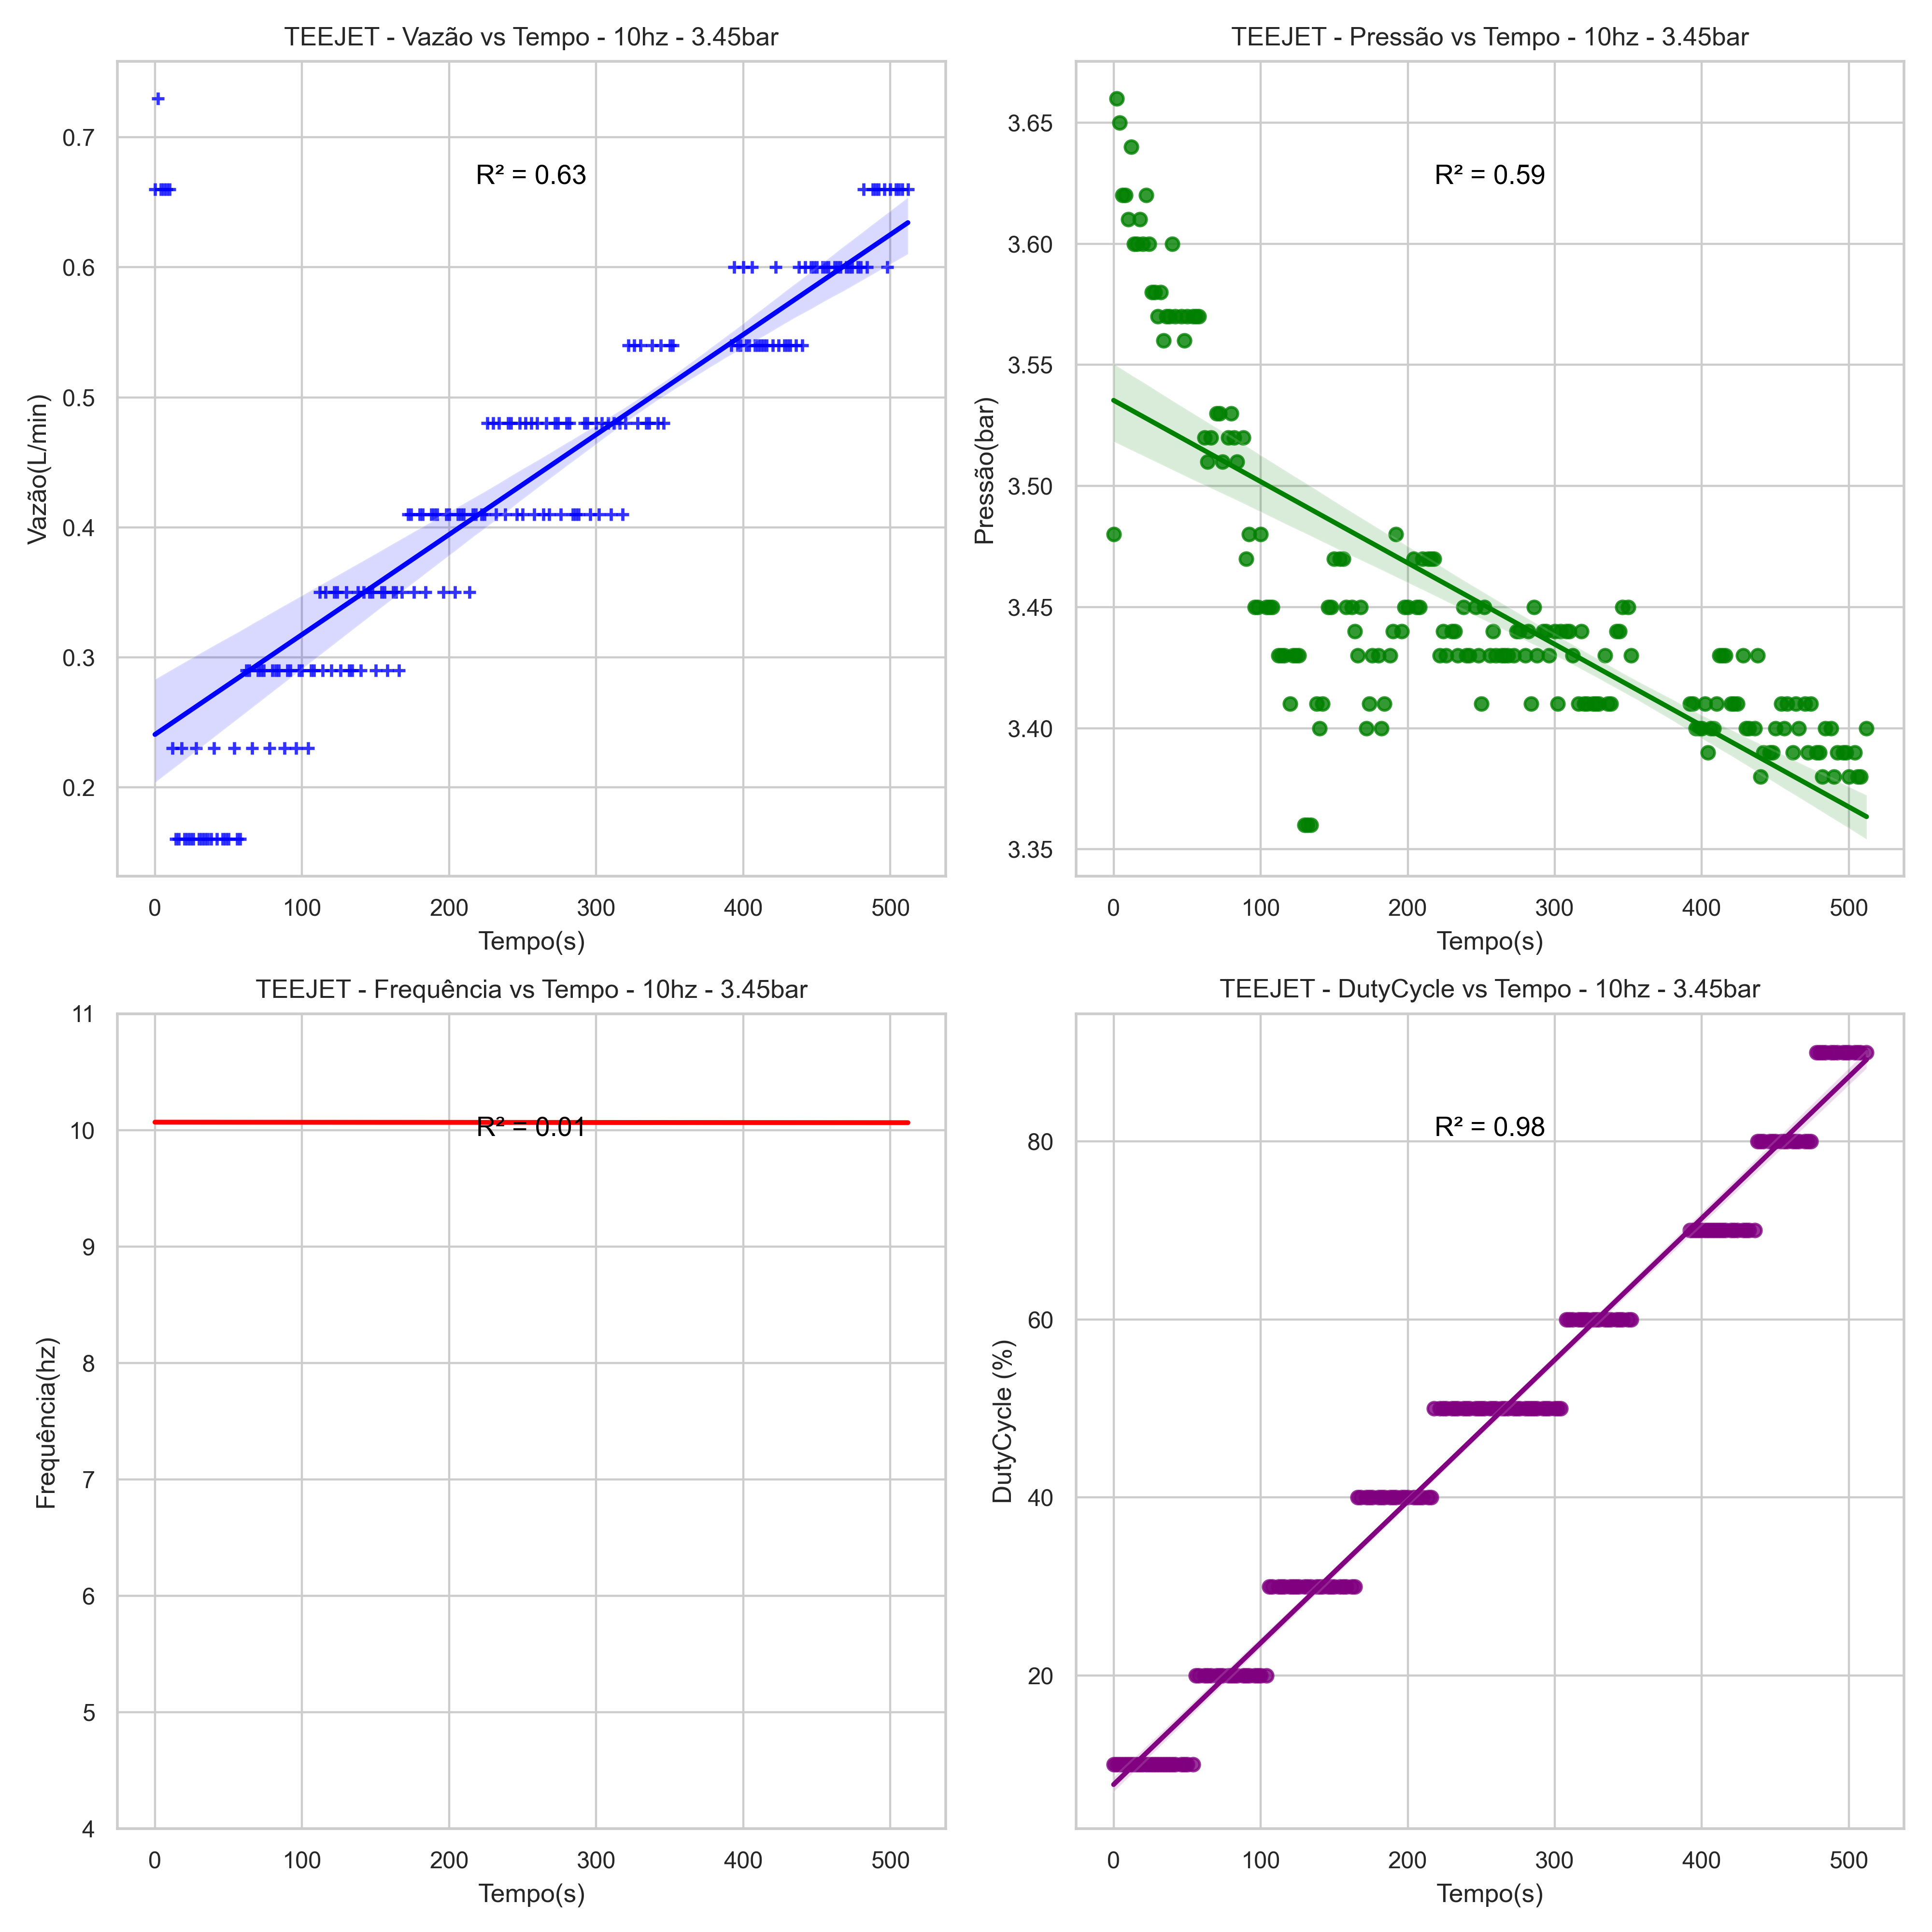 TEEJET - Vazão vs Tempo - 10hz - 3.45bar
R² = 0.63
Vazão(L/min)
0.7
0.6
0.5
0.4
0.3
0.2
0 100 200 300 400 500
Tempo(s)
TEEJET - Pressão vs Tempo - 10hz - 3.45bar
R² = 0.59
Pressão(bar)
3.65
3.60
3.55
3.50
3.45
3.40
3.35
0 100 200 300 400 500
Tempo(s)
TEEJET - Frequência vs Tempo - 10hz - 3.45bar
R² = 0.01
Frequência(hz)
11
10
9
8
7
6
5
4
0 100 200 300 400 500
Tempo(s)
TEEJET - DutyCycle vs Tempo - 10hz - 3.45bar
R² = 0.98
DutyCycle (%)
80
60
40
20
0 100 200 300 400 500
Tempo(s)